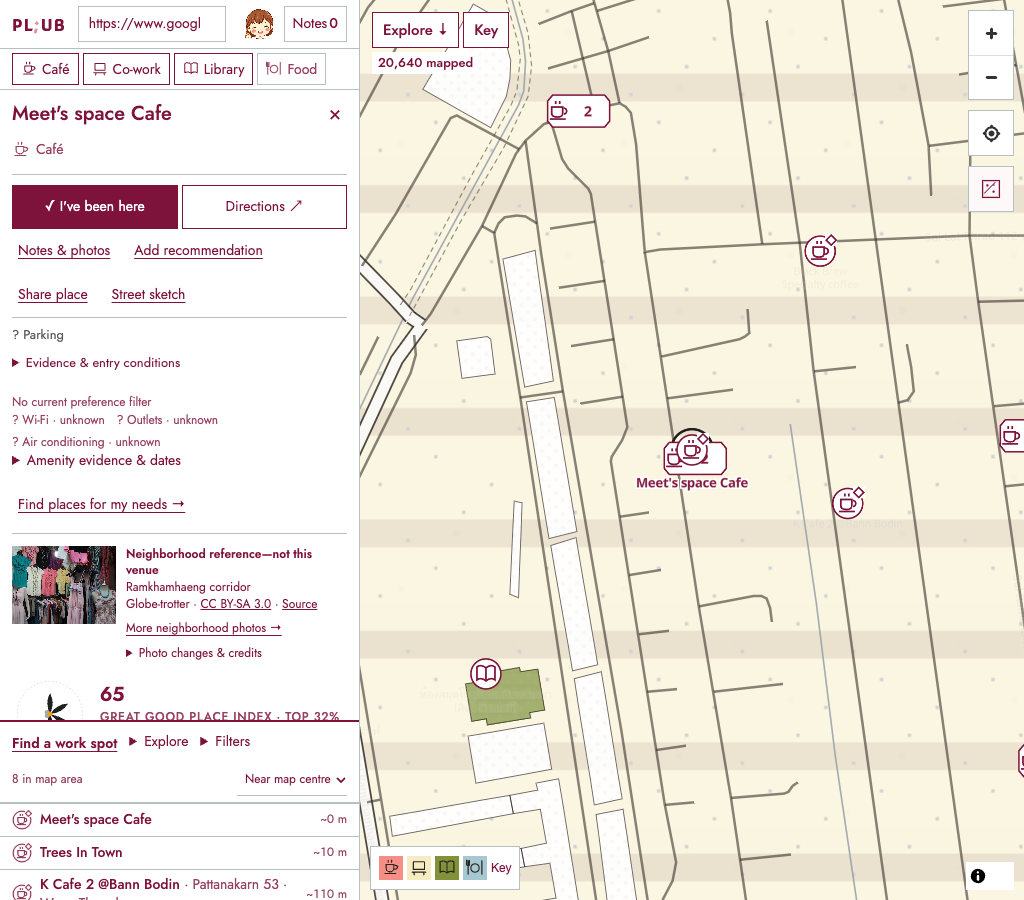 PL:UB
https://www.googl
Notes 0
Café
Co-work
Library
Food
Meet's space Cafe
×
Café
✓ I've been here
Directions ↗
Notes & photos
Add recommendation
Share place
Street sketch
? Parking
▶ Evidence & entry conditions
No current preference filter
? Wi-Fi · unknown ? Outlets · unknown
? Air conditioning · unknown
▶ Amenity evidence & dates
Find places for my needs →
Neighborhood reference—not this
venue
Ramkhamhaeng corridor
Globe-trotter · CC BY-SA 3.0 · Source
More neighborhood photos →
▶ Photo changes & credits
65
GREAT GOOD PLACE INDEX · TOP 32%
Find a work spot
▶ Explore
▶ Filters
8 in map area
Near map centre
Meet's space Cafe
~0 m
Trees In Town
~10 m
K Cafe 2 @Bann Bodin · Pattanakarn 53 ·
~110 m
Explore ↓
Key
20,640 mapped
2
+
−
Meet's space Cafe
Key